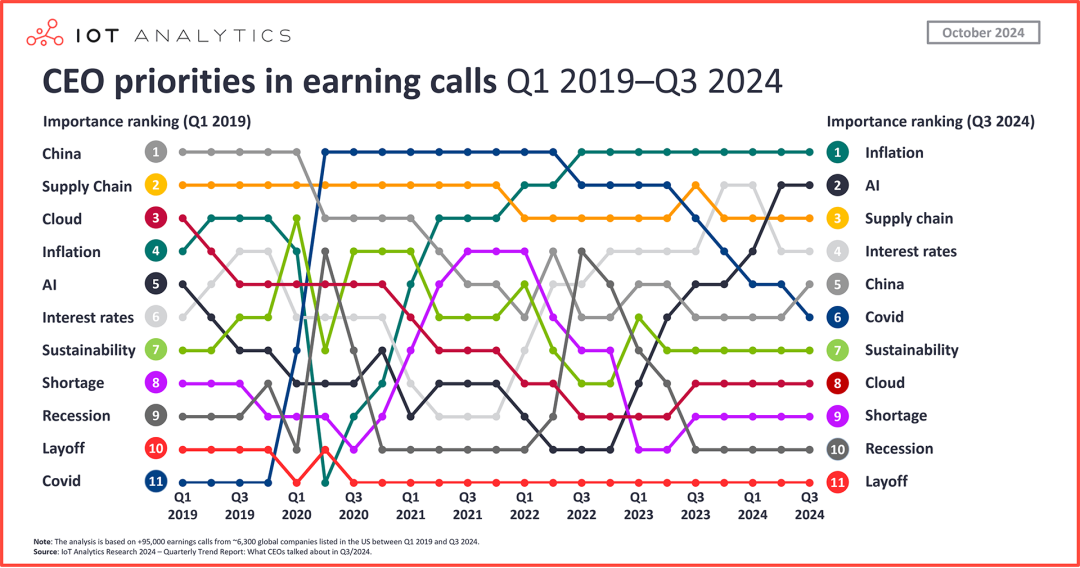 IOT ANALYTICS
October 2024
CEO priorities in earning calls Q1 2019–Q3 2024
Importance ranking (Q1 2019)
China 1
Supply Chain 2
Cloud 3
Inflation 4
AI 5
Interest rates 6
Sustainability 7
Shortage 8
Recession 9
Layoff 10
Covid 11
Importance ranking (Q3 2024)
1 Inflation
2 AI
3 Supply chain
4 Interest rates
5 China
6 Covid
7 Sustainability
8 Cloud
9 Shortage
10 Recession
11 Layoff
Q1 Q3 Q1 Q3 Q1 Q3 Q1 Q3 Q1 Q3 Q1 Q3
2019 2019 2020 2020 2021 2021 2022 2022 2023 2023 2024 2024
Note: The analysis is based on +95,000 earnings calls from ~6,300 global companies listed in the US between Q1 2019 and Q3 2024.
Source: IoT Analytics Research 2024 – Quarterly Trend Report: What CEOs talked about in Q3/2024.